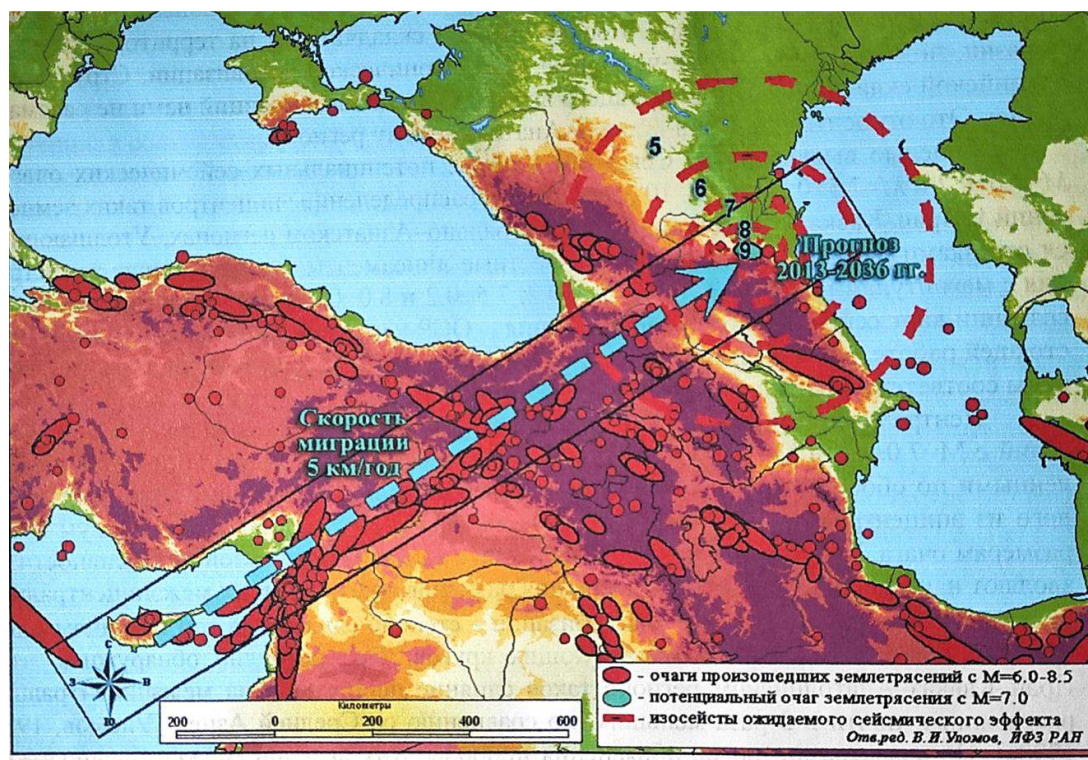 5
6
7
8
9
Прогноз
2013-2036 гг.
Скорость
миграции
5 км/год
С
З В
Ю
Километры
200 0 200 400 600
- очаги произошедших землетрясений с М=6.0-8.5
- потенциальный очаг землетрясения с М=7.0
- изосейсты ожидаемого сейсмического эффекта
Отв.ред. В.И.Уломов, ИФЗ РАН